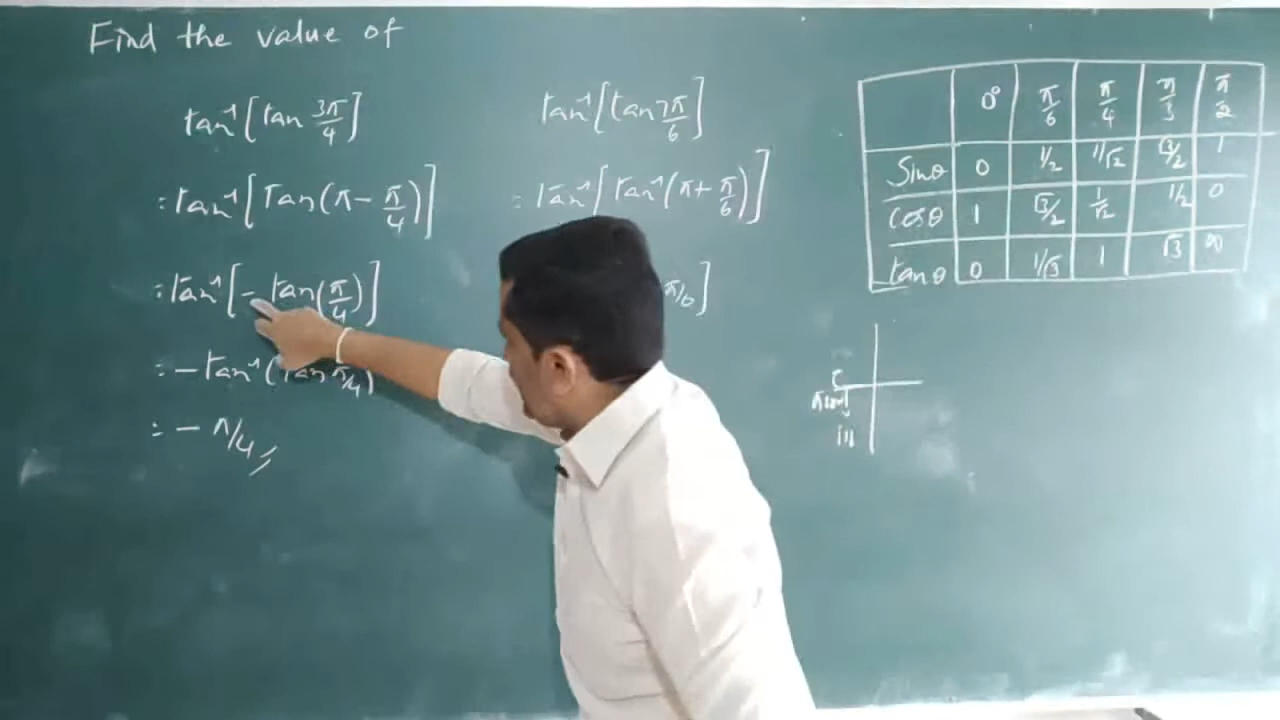 Find the value of
tan⁻¹[tan 3π/4]
= tan⁻¹[Tan(π - π/4)]
= tan⁻¹[- tan(π/4)]
= - tan⁻¹(tan π/4)
= - π/4
tan⁻¹[tan 7π/6]
= tan⁻¹[tan⁻¹(π + π/6)]
π/6]
0° π/6 π/4 π/3 π/2
Sinθ 0 1/2 1/√2 √3/2 1
cosθ 1 √3/2 1/√2 1/2 0
tanθ 0 1/√3 1 √3 ∞
III